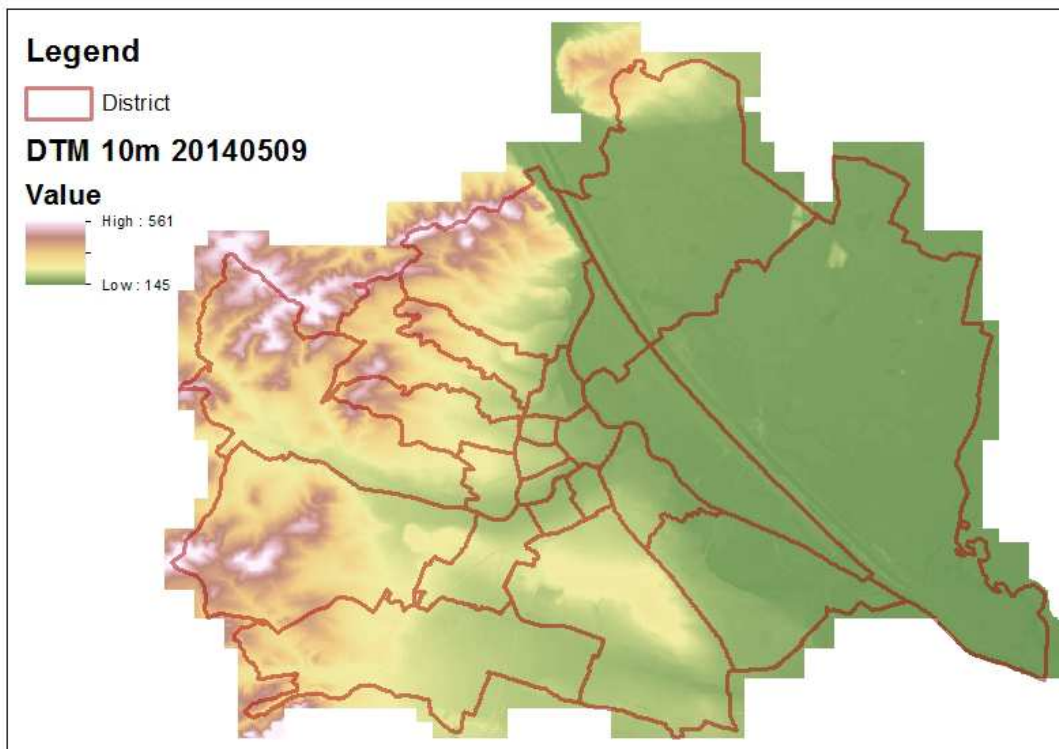 Legend
District
DTM 10m 20140509
Value
High : 561
Low : 145